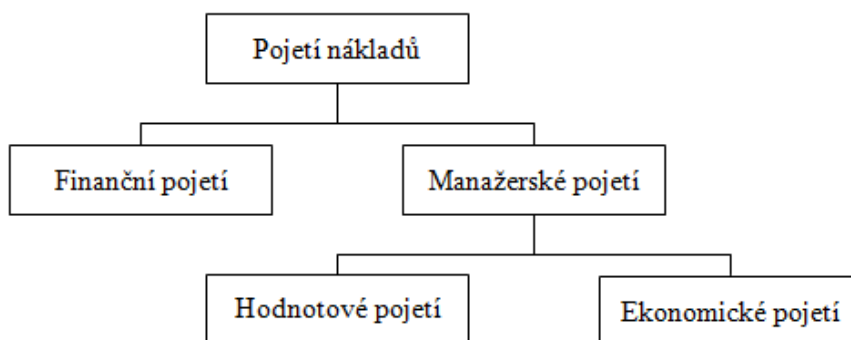 Pojetí nákladů
Finanční pojetí
Manažerské pojetí
Hodnotové pojetí
Ekonomické pojetí